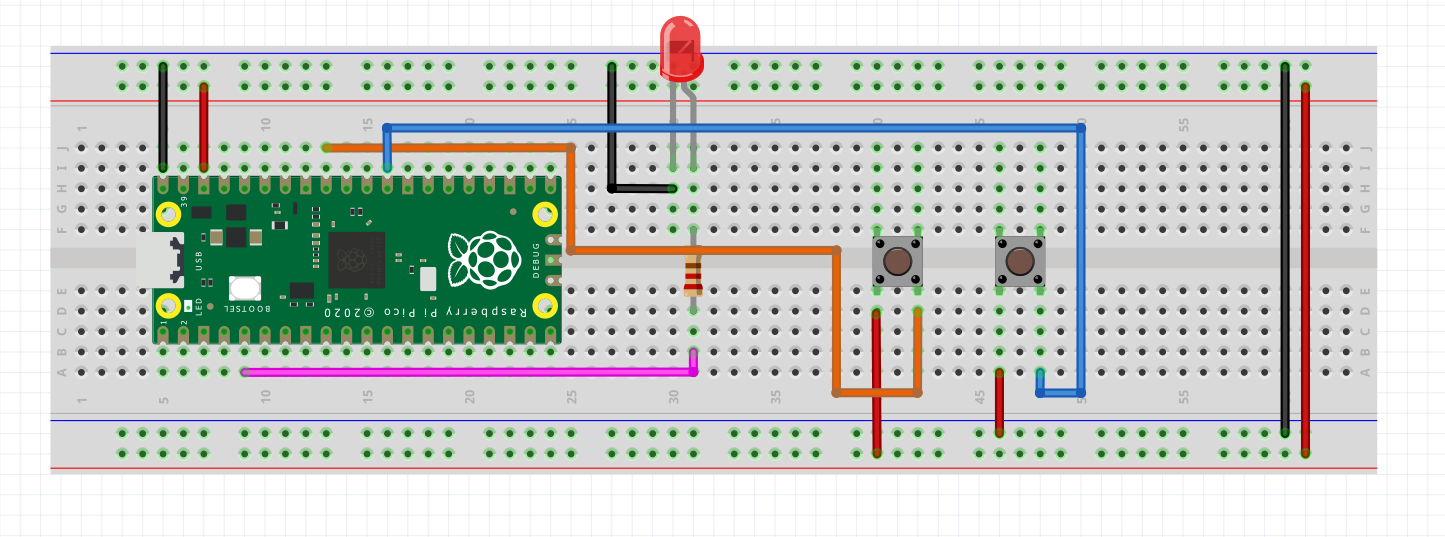 1 10 15 55
J J
I I
H H
G G
F F
E E
D D
C C
B B
A A
39
USB
DEBUG
LED
BOOTSEL
Raspberry Pi Pico ©2020
1 2
1 5 10 15 20 25 30 35 45 55